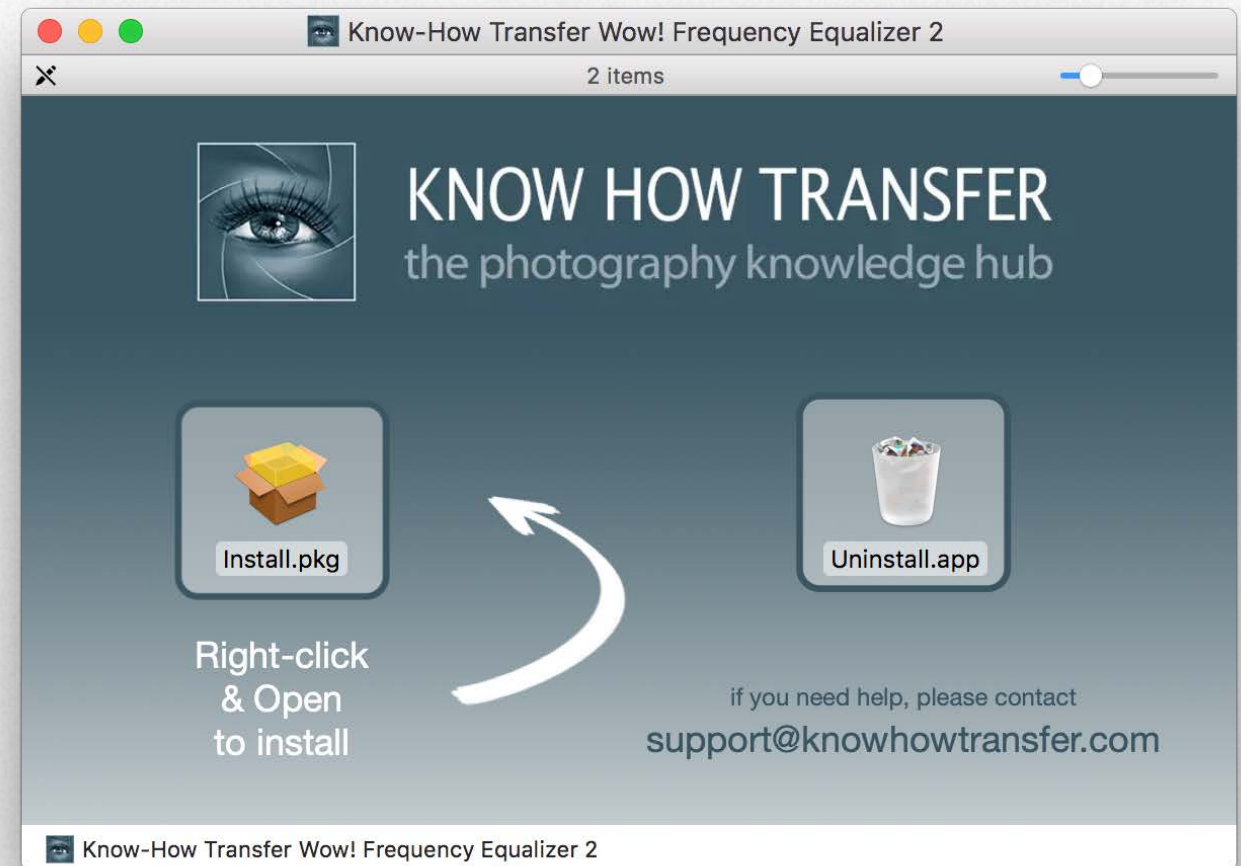 Know-How Transfer Wow! Frequency Equalizer 2
2 items
KNOW HOW TRANSFER
the photography knowledge hub
Install.pkg
Uninstall.app
Right-click
& Open
to install
if you need help, please contact
support@knowhowtransfer.com
Know-How Transfer Wow! Frequency Equalizer 2